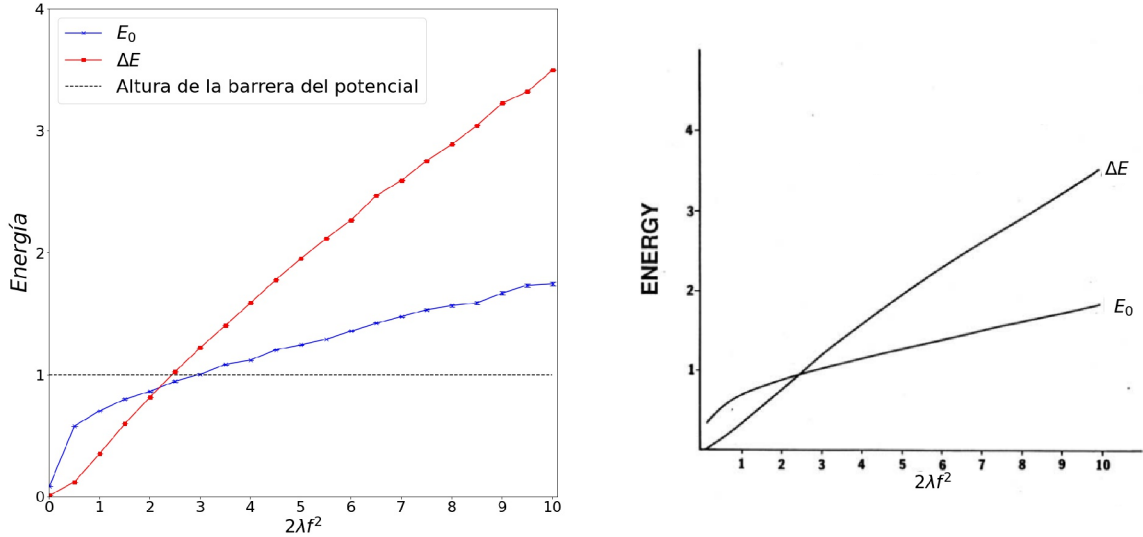 4
3
2
1
0
Energía
E₀
ΔE
Altura de la barrera del potencial
0 1 2 3 4 5 6 7 8 9 10
2λf²
4
3
2
1
ENERGY
ΔE
E₀
1 2 3 4 5 6 7 8 9 10
2λf²